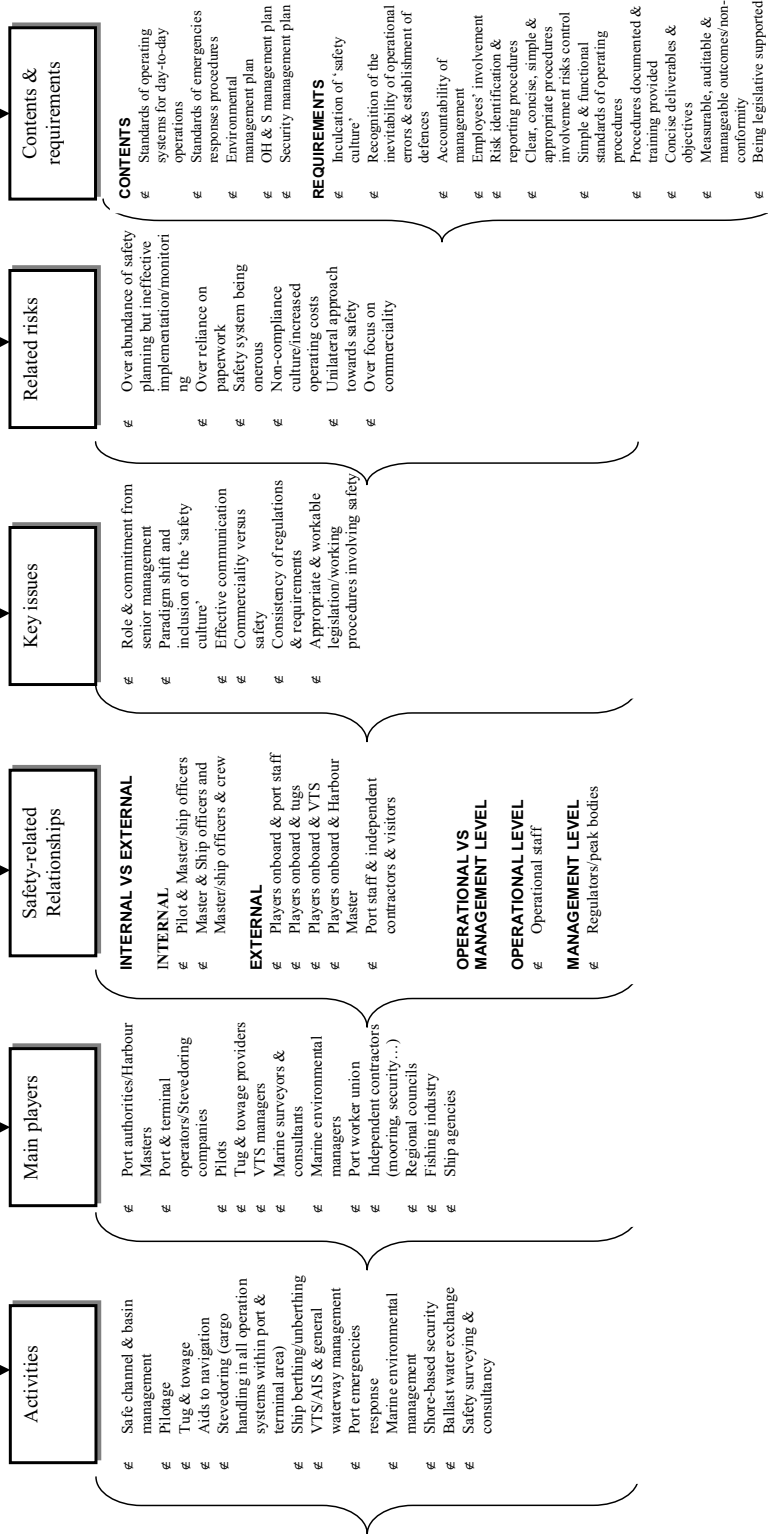 Activities
∉ Safe channel & basin
management
∉ Pilotage
∉ Tug & towage
∉ Aids to navigation
∉ Stevedoring (cargo
handling in all operation
systems within port &
terminal area)
∉ Ship berthing/unberthing
∉ VTS/AIS & general
waterway management
∉ Port emergencies
response
∉ Marine environmental
management
∉ Shore-based security
∉ Ballast water exchange
∉ Safety surveying &
consultancy
Main players
∉ Port authorities/Harbour
Masters
∉ Port & terminal
operators/Stevedoring
companies
∉ Pilots
∉ Tug & towage providers
∉ VTS managers
∉ Marine surveyors &
consultants
∉ Marine environmental
managers
∉ Port worker union
∉ Independent contractors
(mooring, security…)
∉ Regional councils
∉ Fishing industry
∉ Ship agencies
Safety-related
Relationships
INTERNAL VS EXTERNAL
INTERNAL
∉ Pilot & Master/ship officers
∉ Master & Ship officers and
Master/ship officers & crew
EXTERNAL
∉ Players onboard & port staff
∉ Players onboard & tugs
∉ Players onboard & VTS
∉ Players onboard & Harbour
Master
∉ Port staff & independent
contractors & visitors
OPERATIONAL VS
MANAGEMENT LEVEL
OPERATIONAL LEVEL
∉ Operational staff
MANAGEMENT LEVEL
∉ Regulators/peak bodies
Key issues
∉ Role & commitment from
senior management
∉ Paradigm shift and
inclusion of the ‘safety
culture’
∉ Effective communication
∉ Commerciality versus
safety
∉ Consistency of regulations
& requirements
∉ Appropriate & workable
legislation/working
procedures involving safety
Related risks
∉ Over abundance of safety
planning but ineffective
implementation/monitori
ng
∉ Over reliance on
paperwork
∉ Safety system being
onerous
∉ Non-compliance
culture/increased
operating costs
∉ Unilateral approach
towards safety
∉ Over focus on
commerciality
Contents &
requirements
CONTENTS
∉ Standards of operating
systems for day-to-day
operations
∉ Standards of emergencies
responses procedures
∉ Environmental
management plan
∉ OH & S management plan
∉ Security management plan
REQUIREMENTS
∉ Inculcation of ‘safety
culture’
∉ Recognition of the
inevitability of operational
errors & establishment of
defences
∉ Accountability of
management
∉ Employees’ involvement
∉ Risk identification &
reporting procedures
∉ Clear, concise, simple &
appropriate procedures
involvement risks control
∉ Simple & functional
standards of operating
procedures
∉ Procedures documented &
training provided
∉ Concise deliverables &
objectives
∉ Measurable, auditable &
manageable outcomes/non-
conformity
∉ Being legislative supported